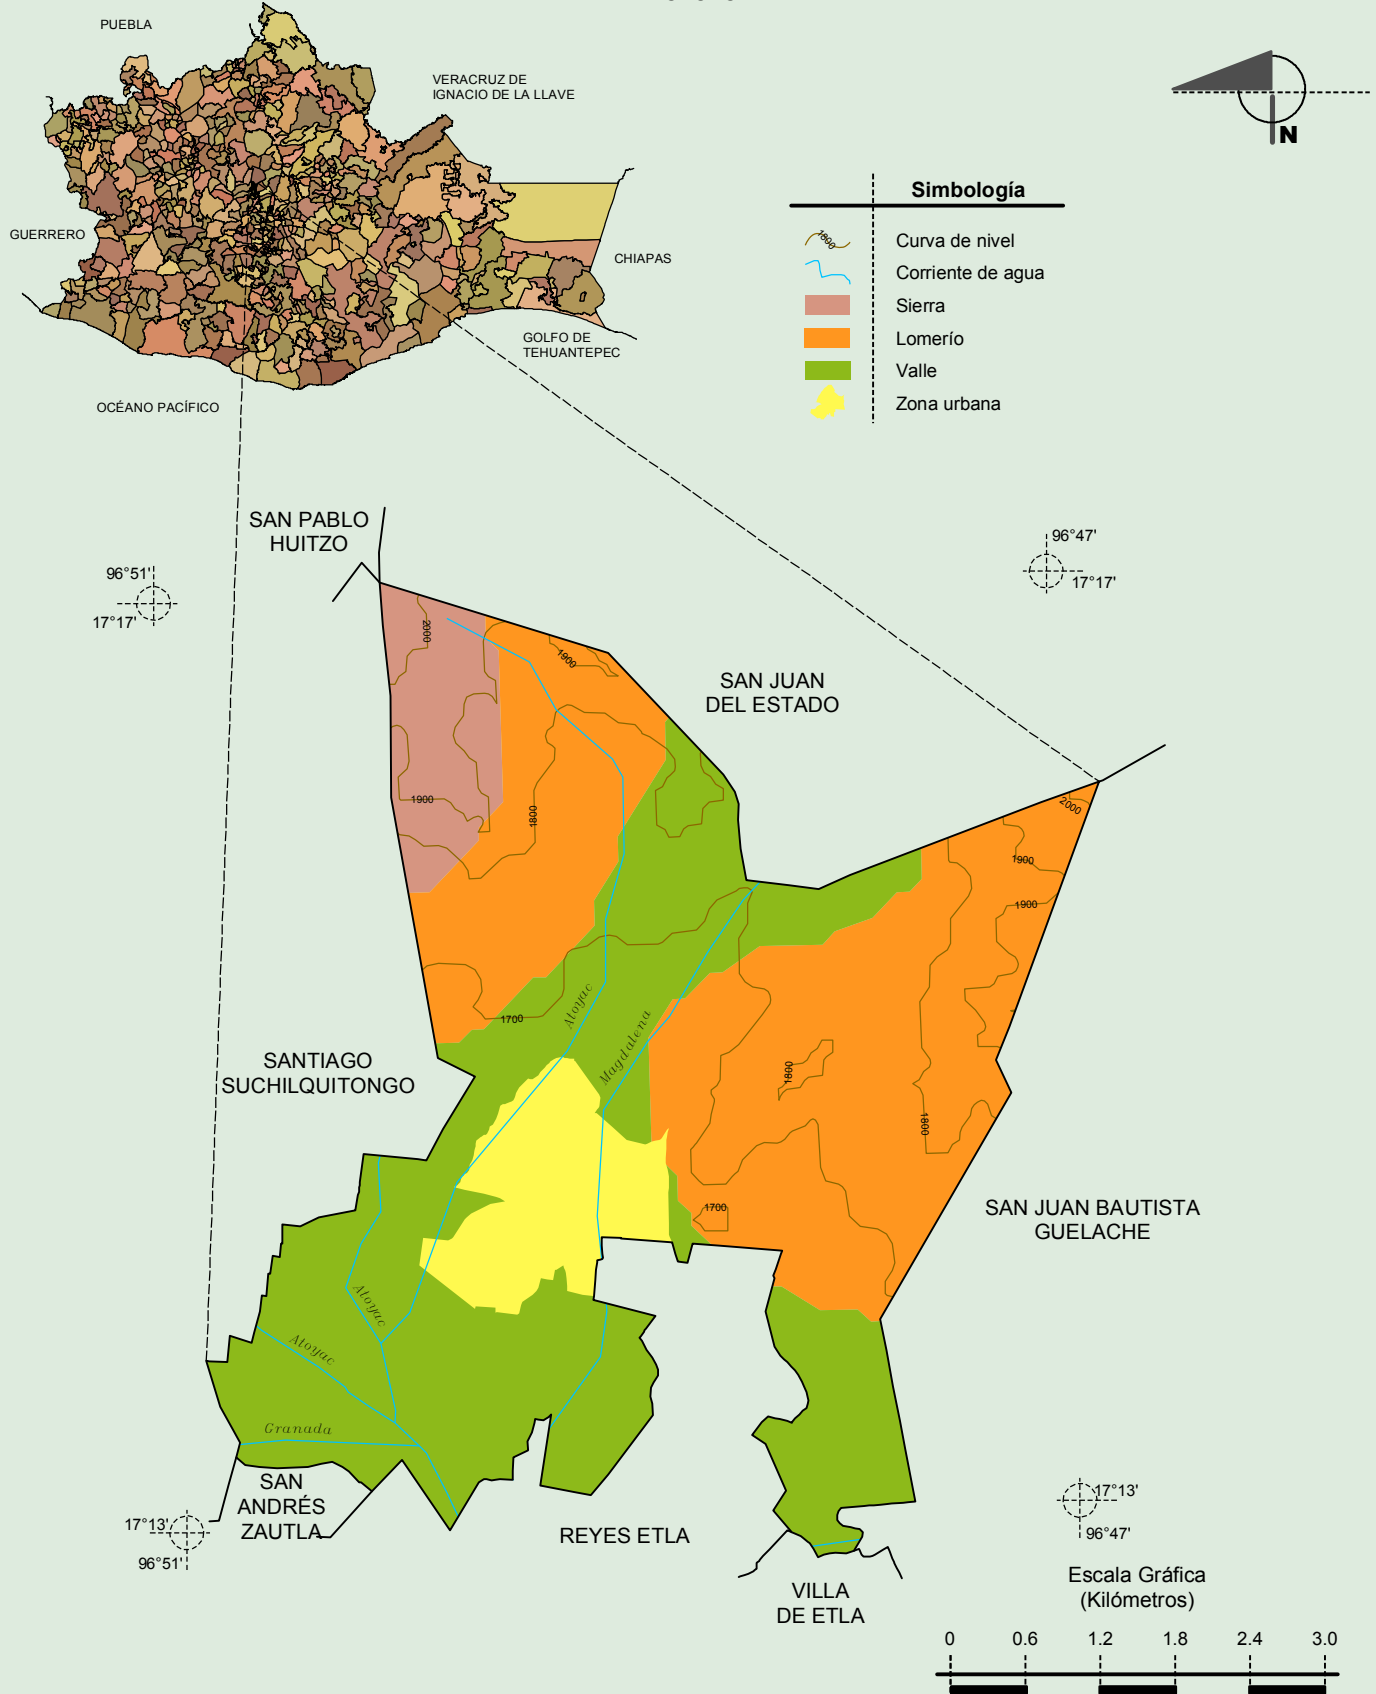 PUEBLA
VERACRUZ DE
IGNACIO DE LA LLAVE
GUERRERO
CHIAPAS
GOLFO DE
TEHUANTEPEC
OCÉANO PACÍFICO
N
Simbología
1800
Curva de nivel
Corriente de agua
Sierra
Lomerío
Valle
Zona urbana
SAN PABLO
HUITZO
96°51'
17°17'
96°47'
17°17'
2000
1900
SAN JUAN
DEL ESTADO
1900
1800
2000
1900
1900
1700
Atoyac
Magdalena
SANTIAGO
SUCHILQUITONGO
1800
1800
1700
SAN JUAN BAUTISTA
GUELACHE
Atoyac
Atoyac
Granada
SAN
ANDRÉS
ZAUTLA
17°13'
96°51'
REYES ETLA
VILLA
DE ETLA
17°13'
96°47'
Escala Gráfica
(Kilómetros)
0 0.6 1.2 1.8 2.4 3.0